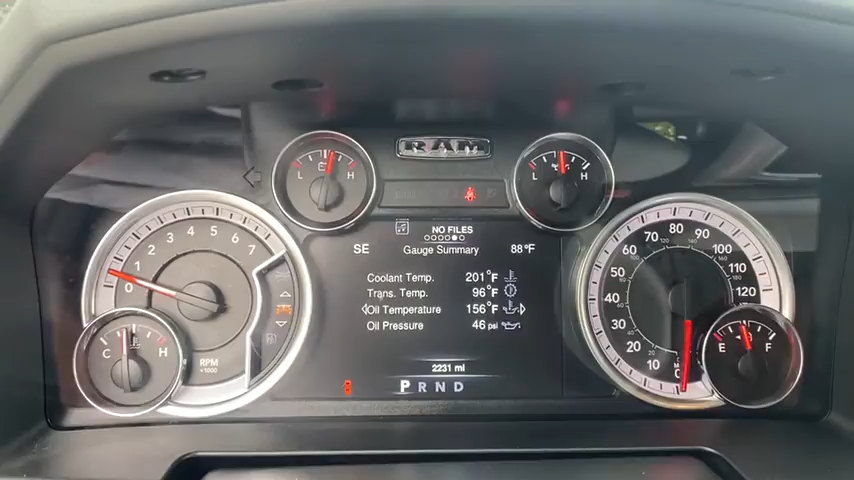 RAM
L H
L H
NO FILES
SE Gauge Summary 88°F
Coolant Temp. 201°F
Trans. Temp. 96°F
Oil Temperature 156°F
Oil Pressure 46 psi
2231 mi
P R N D
0 1 2 3 4 5 6 7
RPM
×1000
C H
0 10 20 30 40 50 60 70 80 90 100 110 120
E F